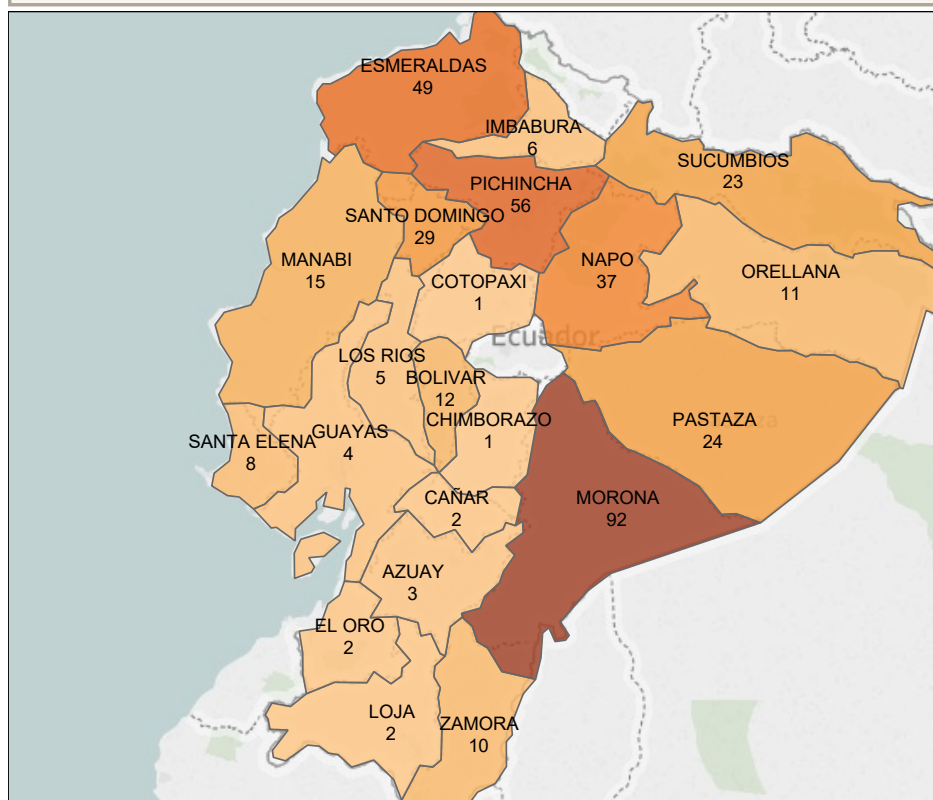 ESMERALDAS
49
IMBABURA
6
SUCUMBIOS
23
PICHINCHA
56
SANTO DOMINGO
29
MANABI
15
NAPO
37
ORELLANA
11
COTOPAXI
1
Ecuador
LOS RIOS
5
BOLIVAR
12
CHIMBORAZO
1
PASTAZA
24
SANTA ELENA
8
GUAYAS
4
CAÑAR
2
MORONA
92
AZUAY
3
EL ORO
2
LOJA
2
ZAMORA
10